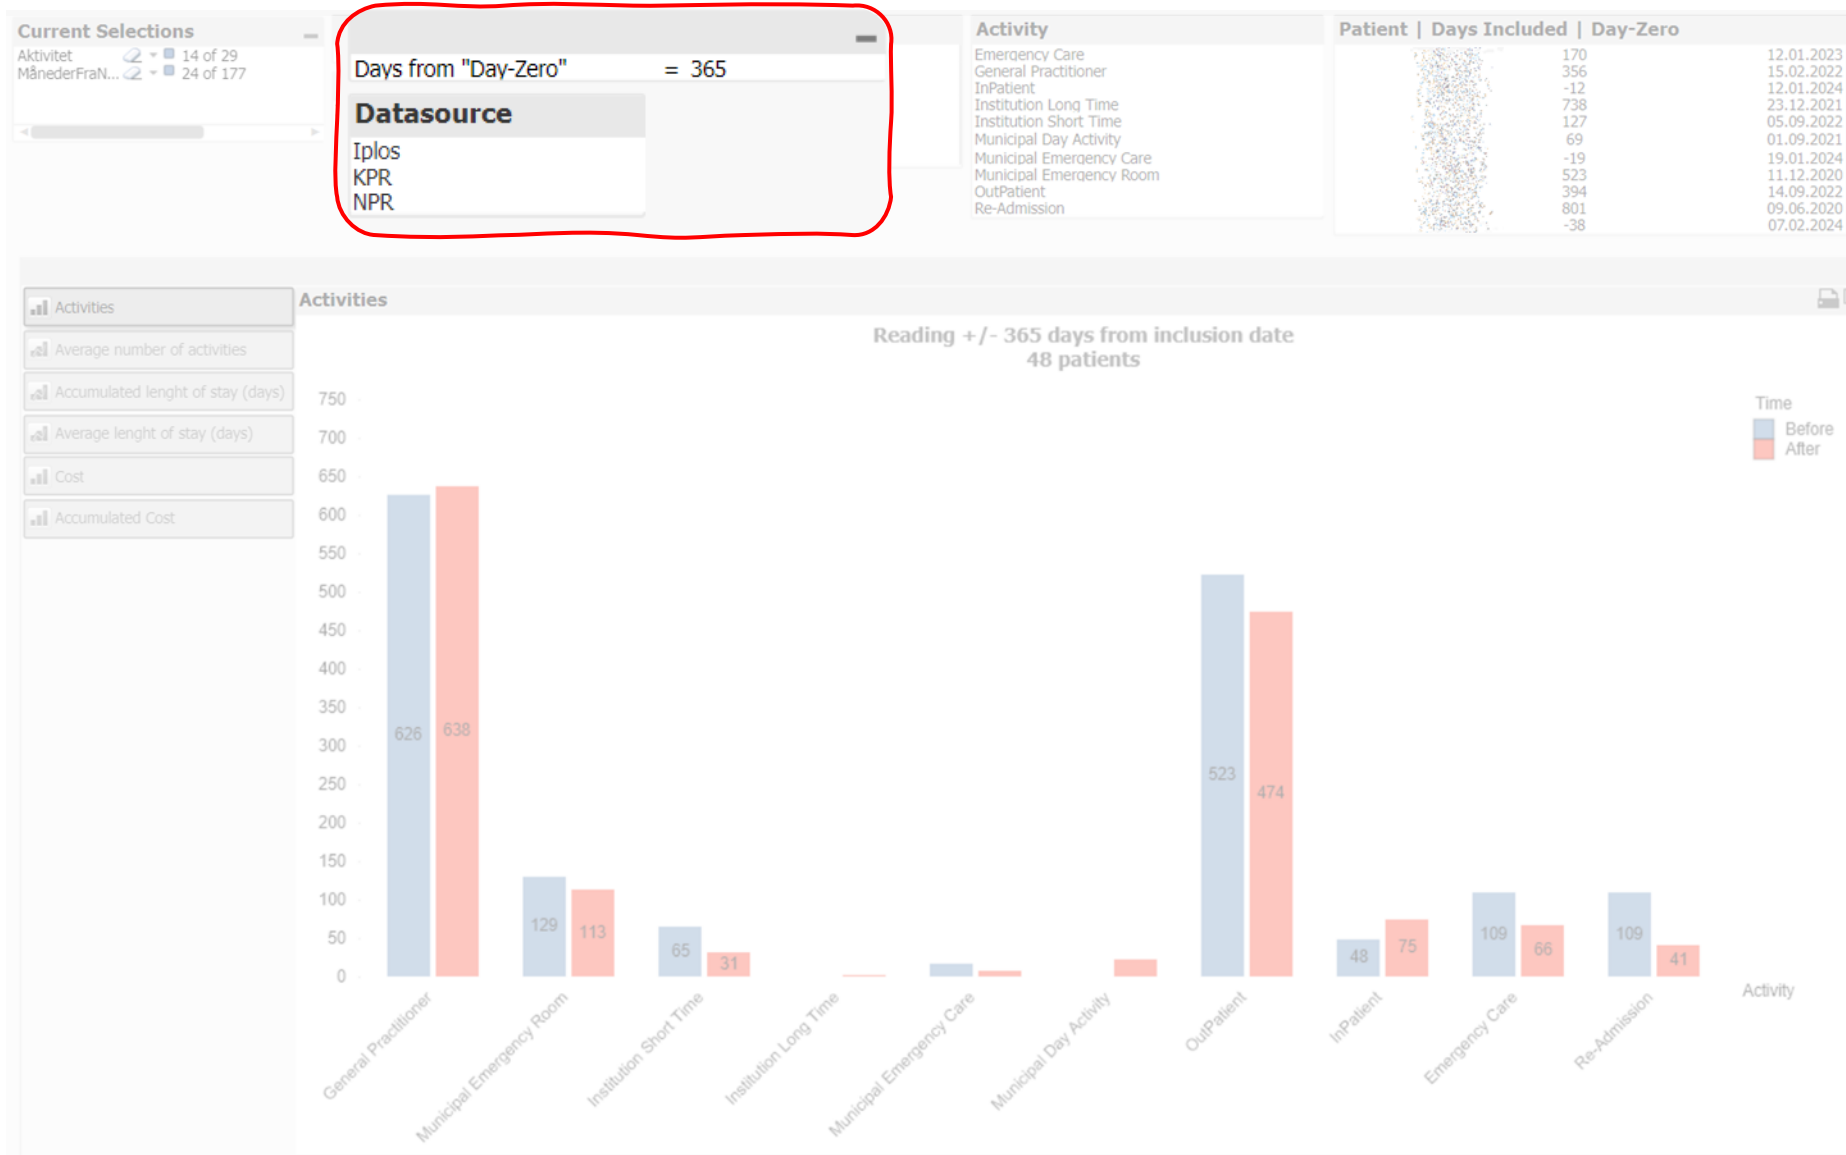 Current Selections
Aktivitet 14 of 29
MånederFraN... 24 of 177
Days from "Day-Zero" = 365
Datasource
Iplos
KPR
NPR
Activity
Emergency Care
General Practitioner
InPatient
Institution Long Time
Institution Short Time
Municipal Day Activity
Municipal Emergency Care
Municipal Emergency Room
OutPatient
Re-Admission
Patient | Days Included | Day-Zero
170 12.01.2023
356 15.02.2022
-12 12.01.2024
738 23.12.2021
127 05.09.2022
69 01.09.2021
-19 19.01.2024
523 11.12.2020
394 14.09.2022
801 09.06.2020
-38 07.02.2024
Activities
Average number of activities
Accumulated lenght of stay (days)
Average lenght of stay (days)
Cost
Accumulated Cost
Activities
Reading +/- 365 days from inclusion date
48 patients
Time
Before
After
750
700
650
600
550
500
450
400
350
300
250
200
150
100
50
0
626 638
129 113
65 31
523 474
48 75
109 66
109 41
General Practitioner
Municipal Emergency Room
Institution Short Time
Institution Long Time
Municipal Emergency Care
Municipal Day Activity
OutPatient
InPatient
Emergency Care
Re-Admission
Activity